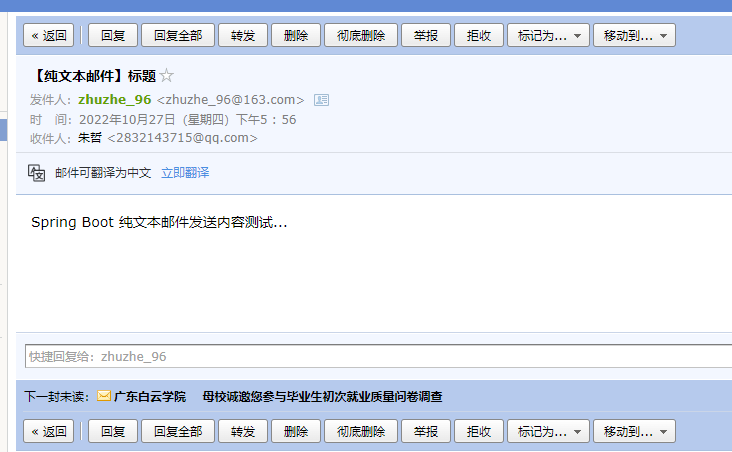 « 返回 回复 回复全部 转发 删除 彻底删除 举报 拒收 标记为... 移动到...
【纯文本邮件】标题
发件人：zhuzhe_96 <zhuzhe_96@163.com>
时　间：2022年10月27日（星期四）下午5：56
收件人：朱哲 <2832143715@qq.com>
邮件可翻译为中文 立即翻译
Spring Boot 纯文本邮件发送内容测试...
快捷回复给：zhuzhe_96
下一封未读： 广东白云学院 母校诚邀您参与毕业生初次就业质量问卷调查
« 返回 回复 回复全部 转发 删除 彻底删除 举报 拒收 标记为... 移动到...